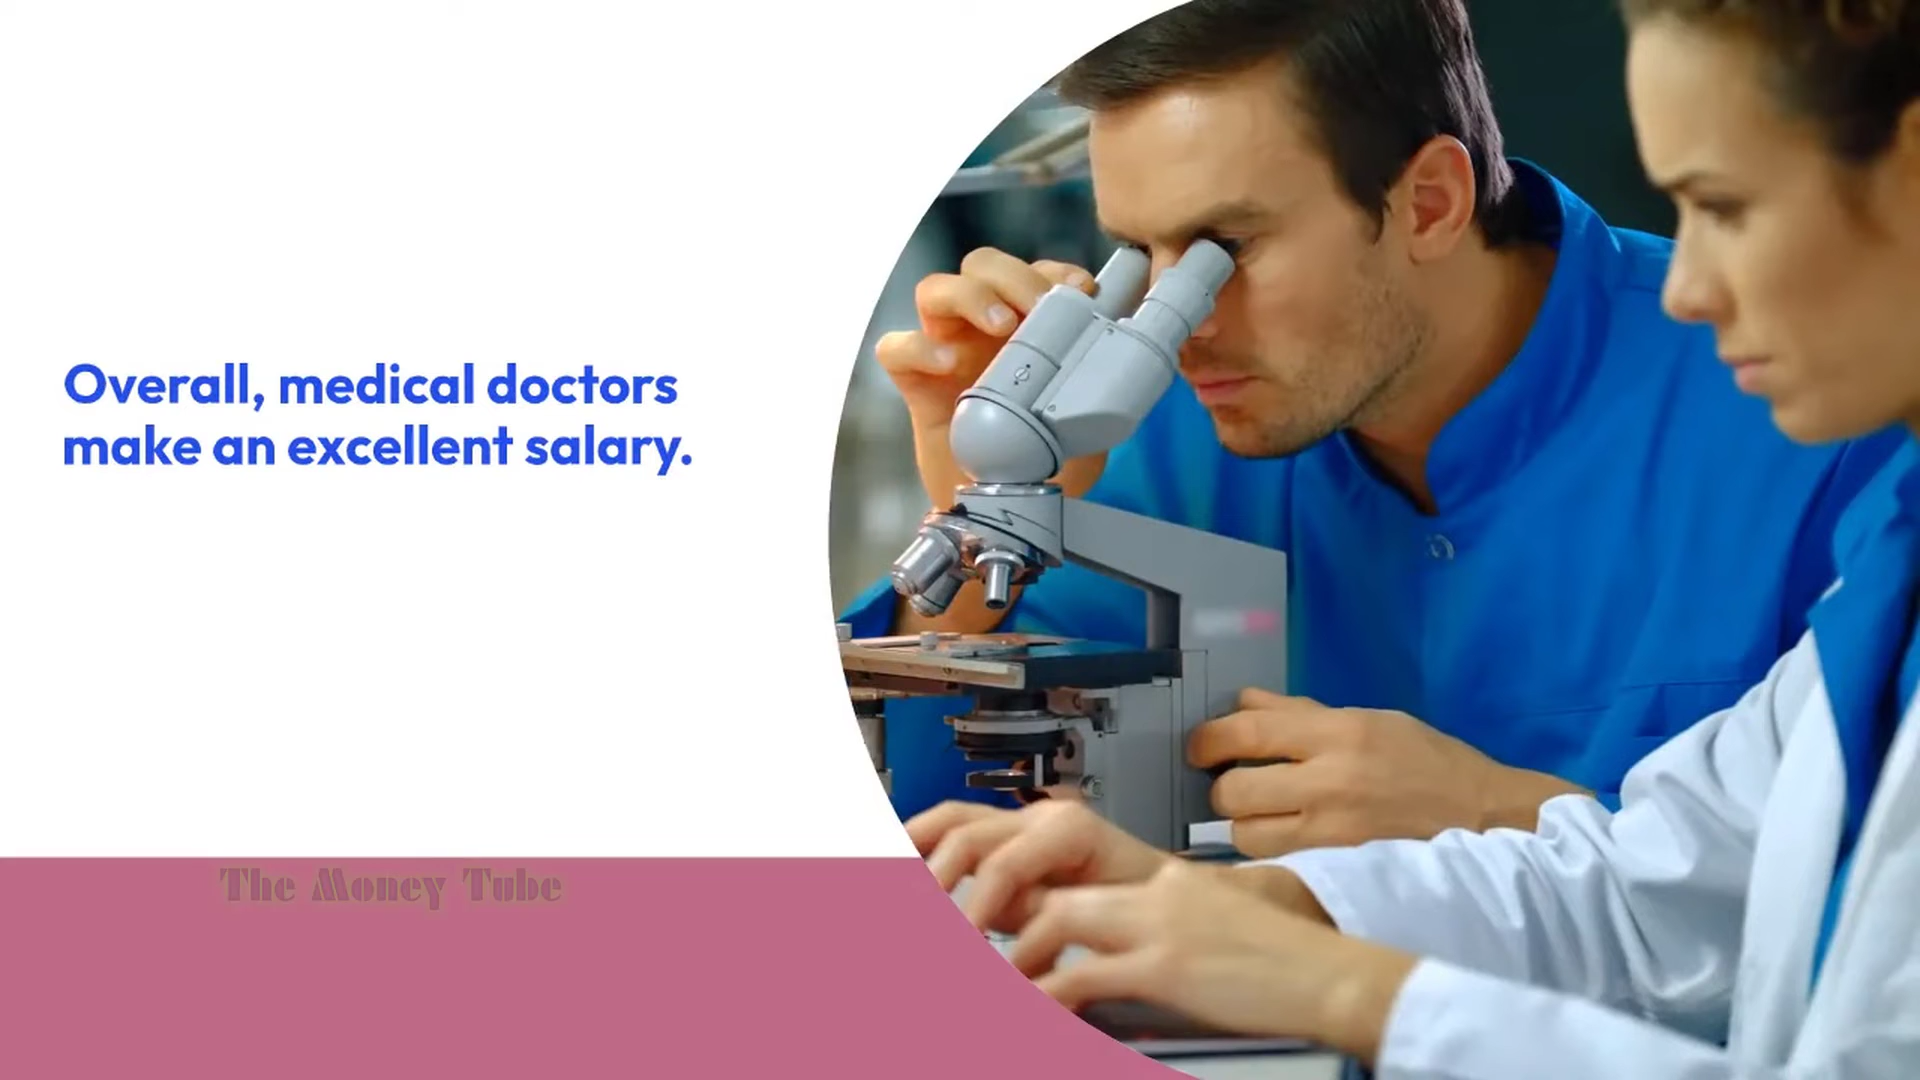 Overall, medical doctors
make an excellent salary.
The Money Tube